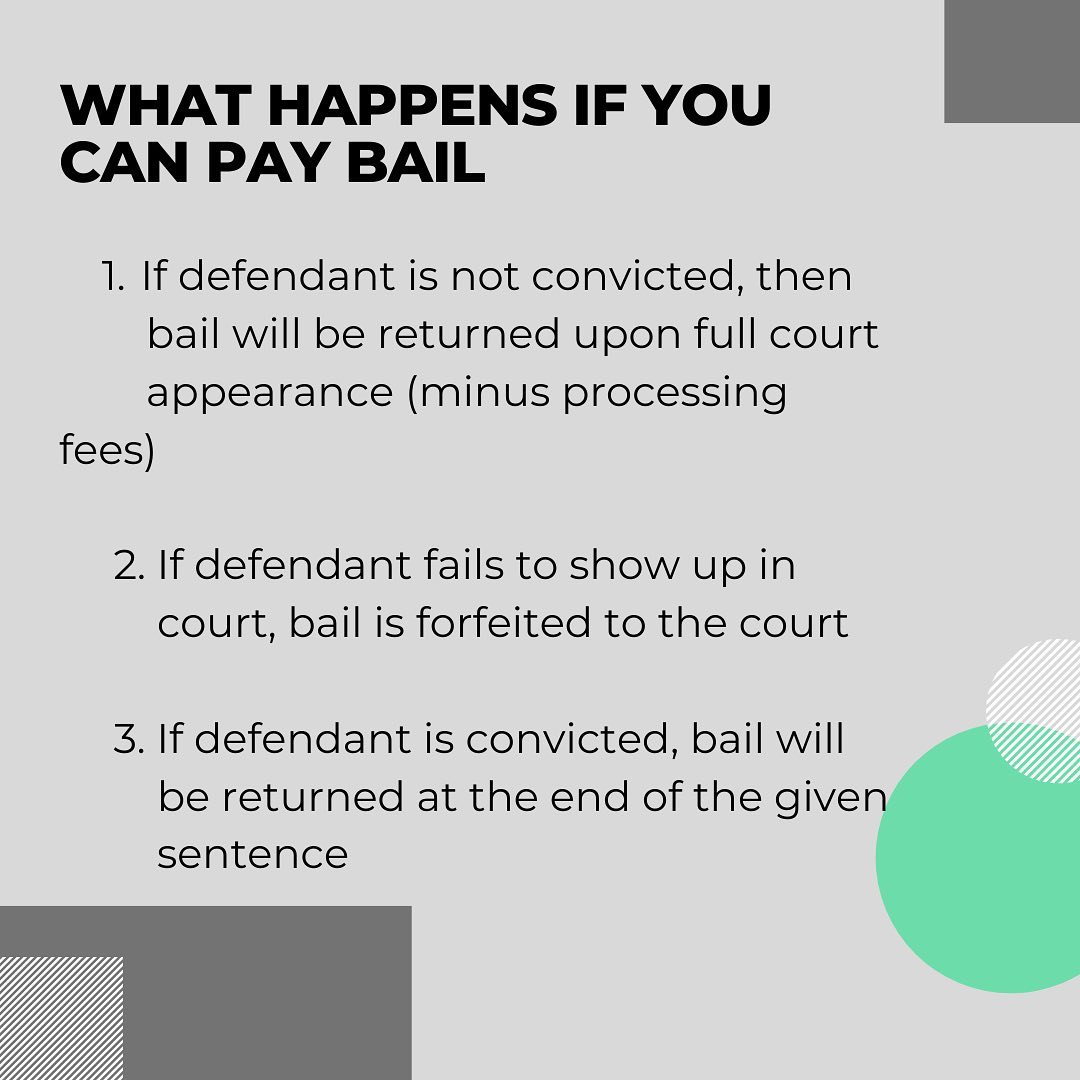 WHAT HAPPENS IF YOU
CAN PAY BAIL
1. If defendant is not convicted, then
bail will be returned upon full court
appearance (minus processing
fees)
2. If defendant fails to show up in
court, bail is forfeited to the court
3. If defendant is convicted, bail will
be returned at the end of the given
sentence